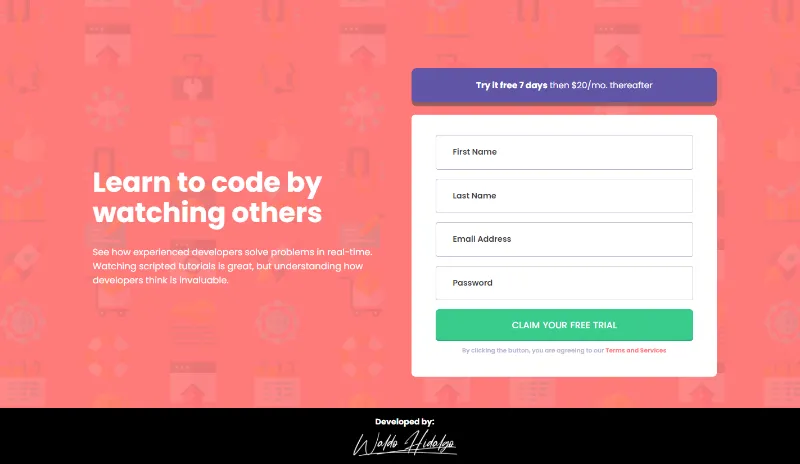 Learn to code by
watching others
See how experienced developers solve problems in real-time.
Watching scripted tutorials is great, but understanding how
developers think is invaluable.
Try it free 7 days then $20/mo. thereafter
First Name
Last Name
Email Address
Password
CLAIM YOUR FREE TRIAL
By clicking the button, you are agreeing to our Terms and Services
Developed by:
Waldo Hidalgo